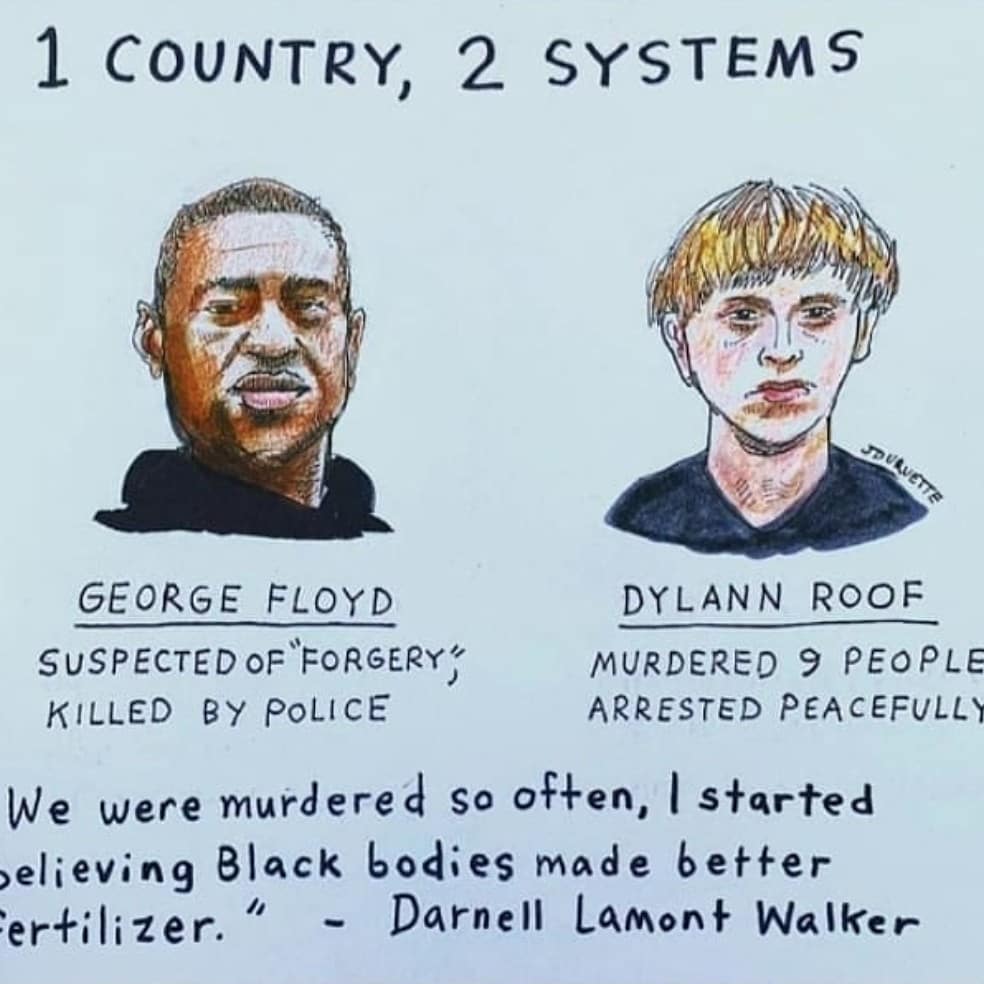 1 COUNTRY, 2 SYSTEMS
JDURUETTE
GEORGE FLOYD
SUSPECTED OF "FORGERY",
KILLED BY POLICE
DYLANN ROOF
MURDERED 9 PEOPLE
ARRESTED PEACEFULLY
We were murdered so often, I started
believing Black bodies made better
fertilizer." - Darnell Lamont Walker